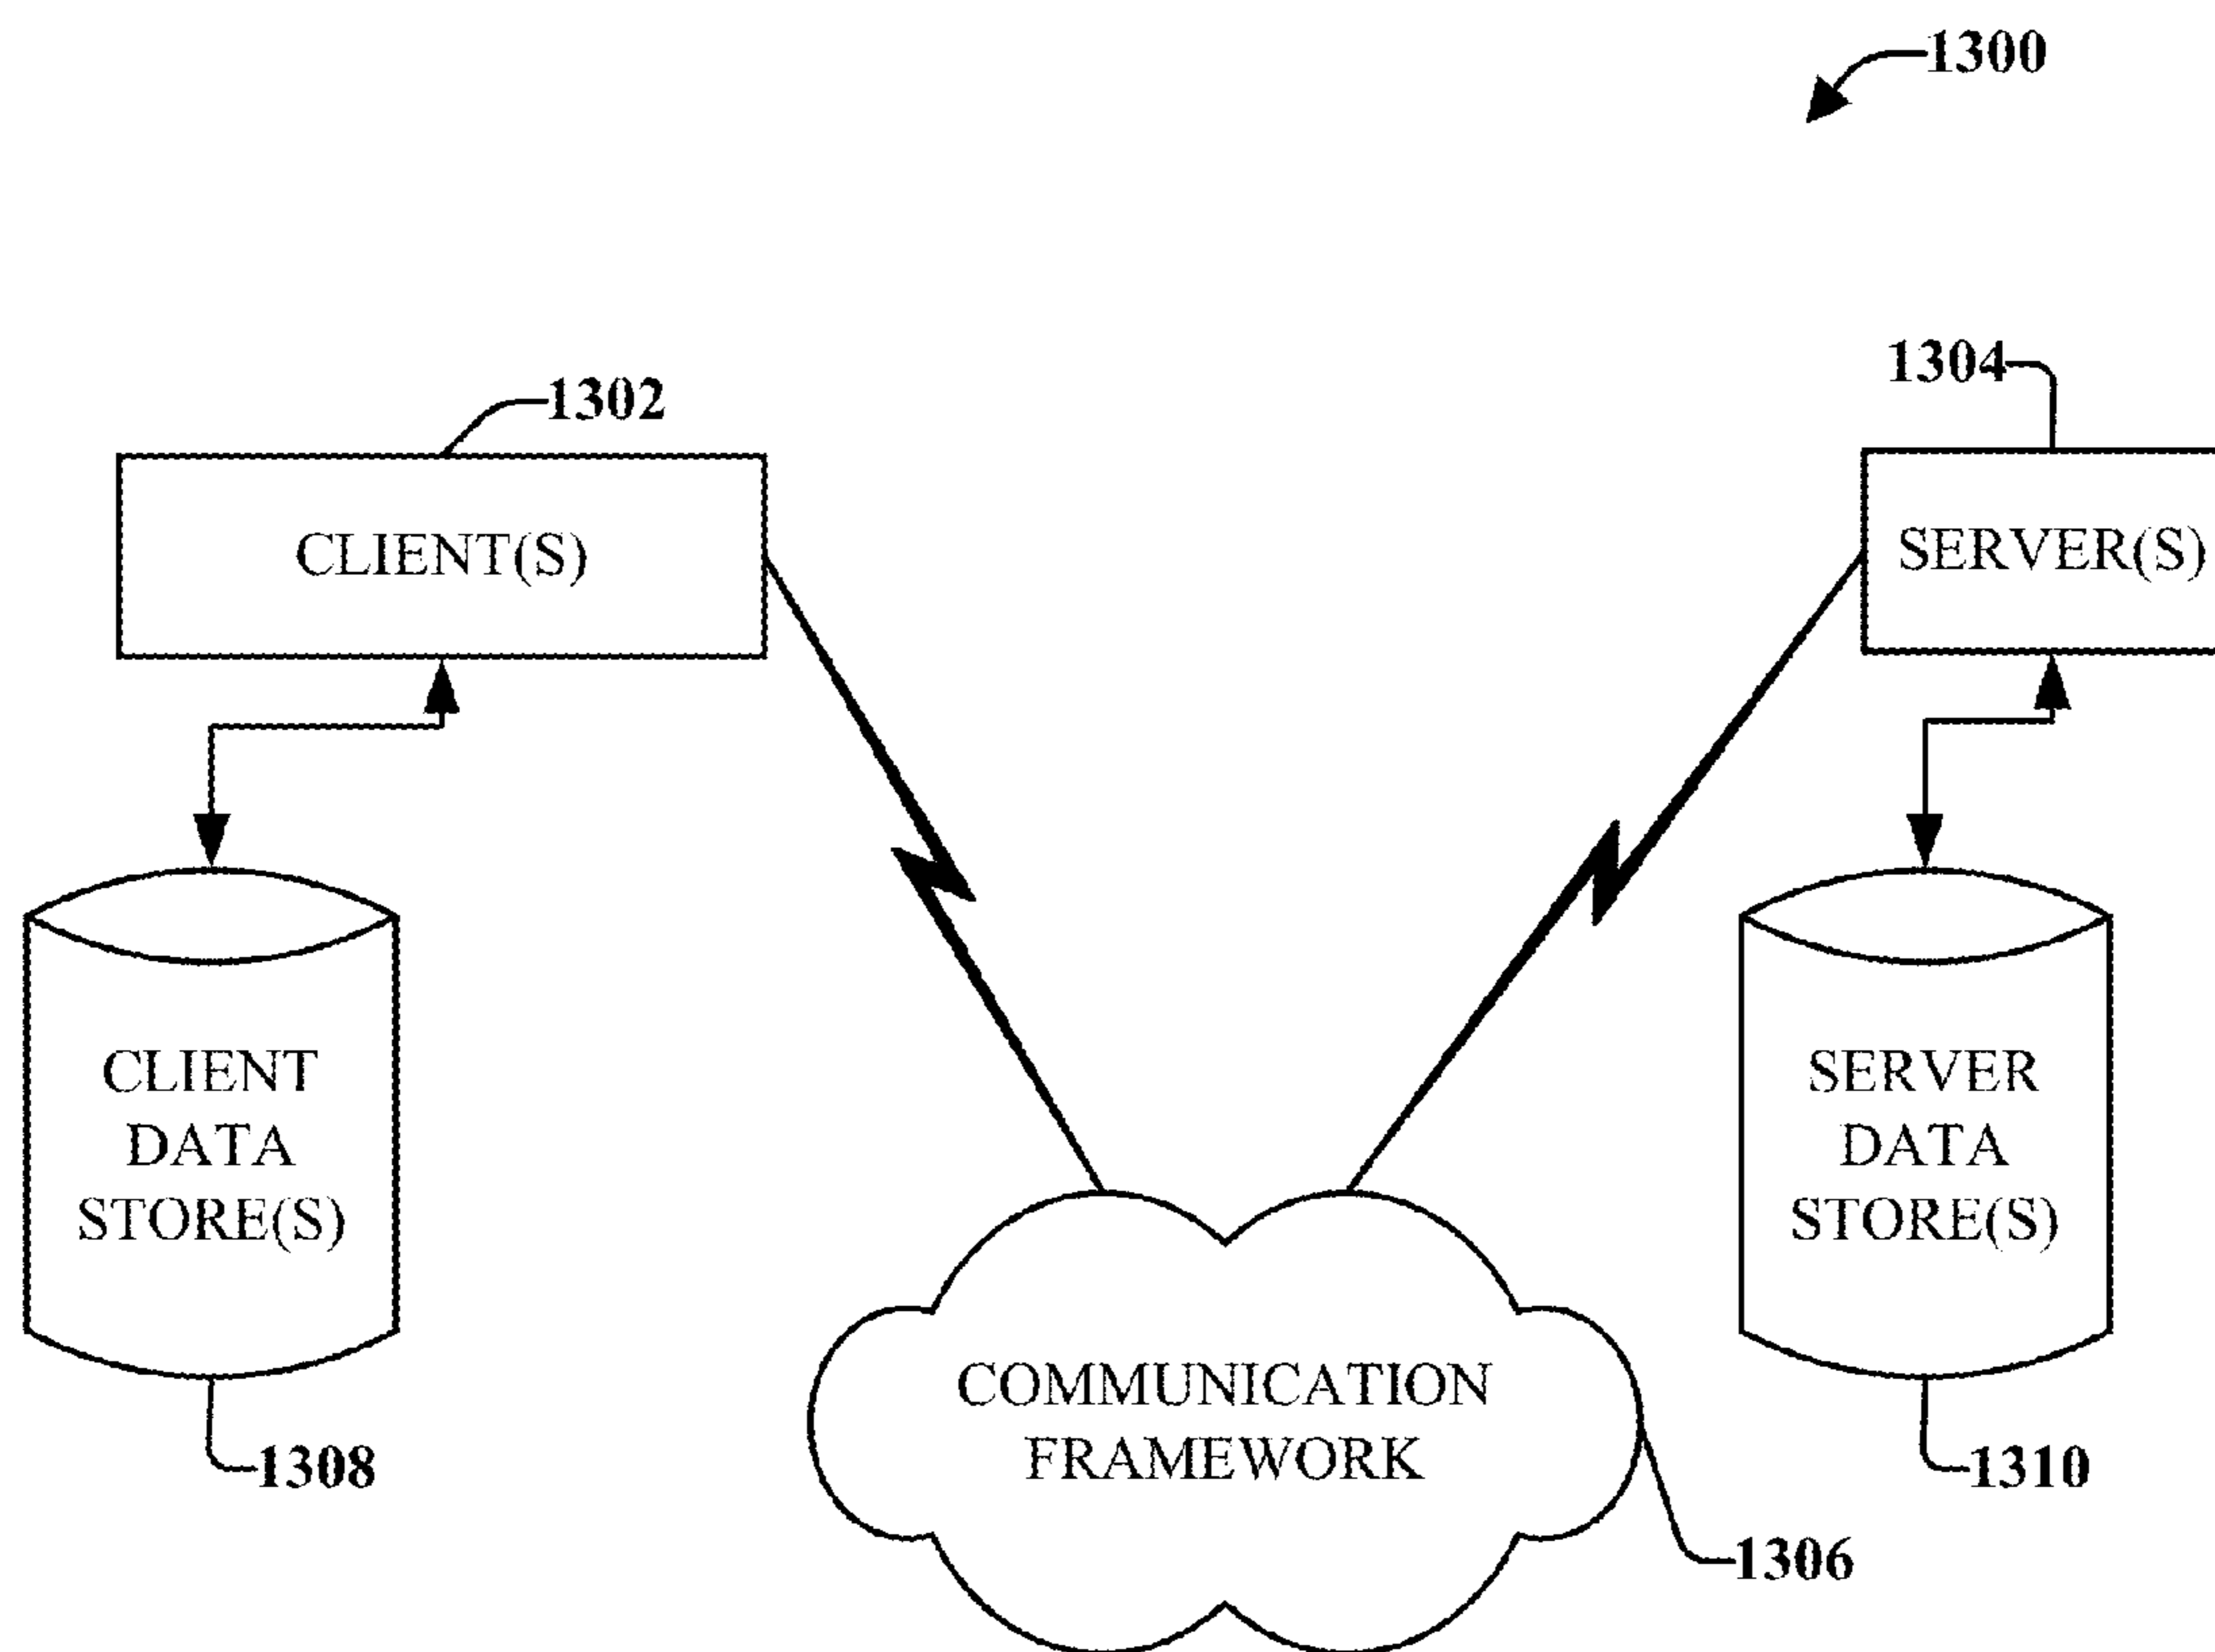 1300
1302
1304
CLIENT(S)
SERVER(S)
CLIENT
DATA
STORE(S)
SERVER
DATA
STORE(S)
COMMUNICATION
FRAMEWORK
1308
1310
1306